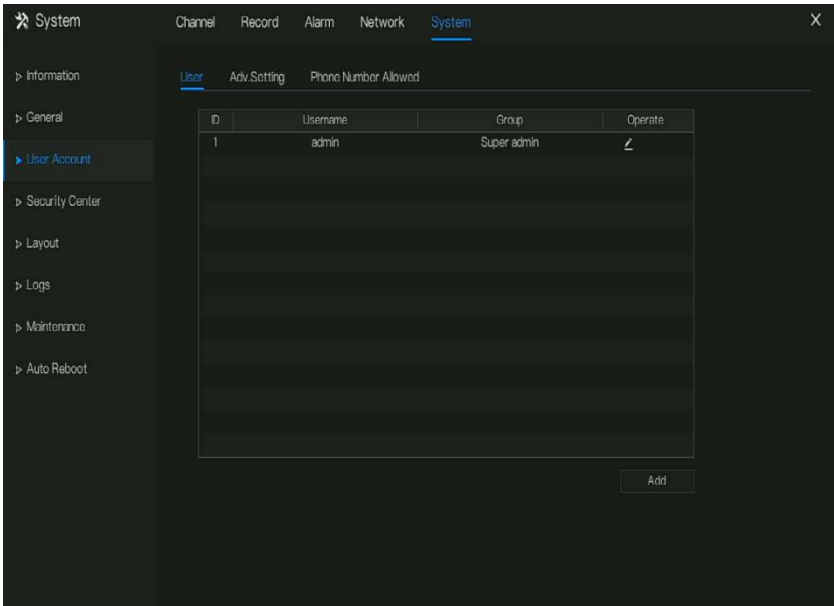 System Channel Record Alarm Network System X
Information
User Adv.Setting Phone Number Allowed
General
ID Username Group Operate
1 admin Super admin
User Account
Security Center
Layout
Logs
Maintenance
Auto Reboot
Add